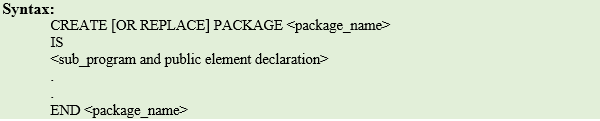 Syntax:
CREATE [OR REPLACE] PACKAGE <package_name>
IS
<sub_program and public element declaration>
.
.
END <package_name>